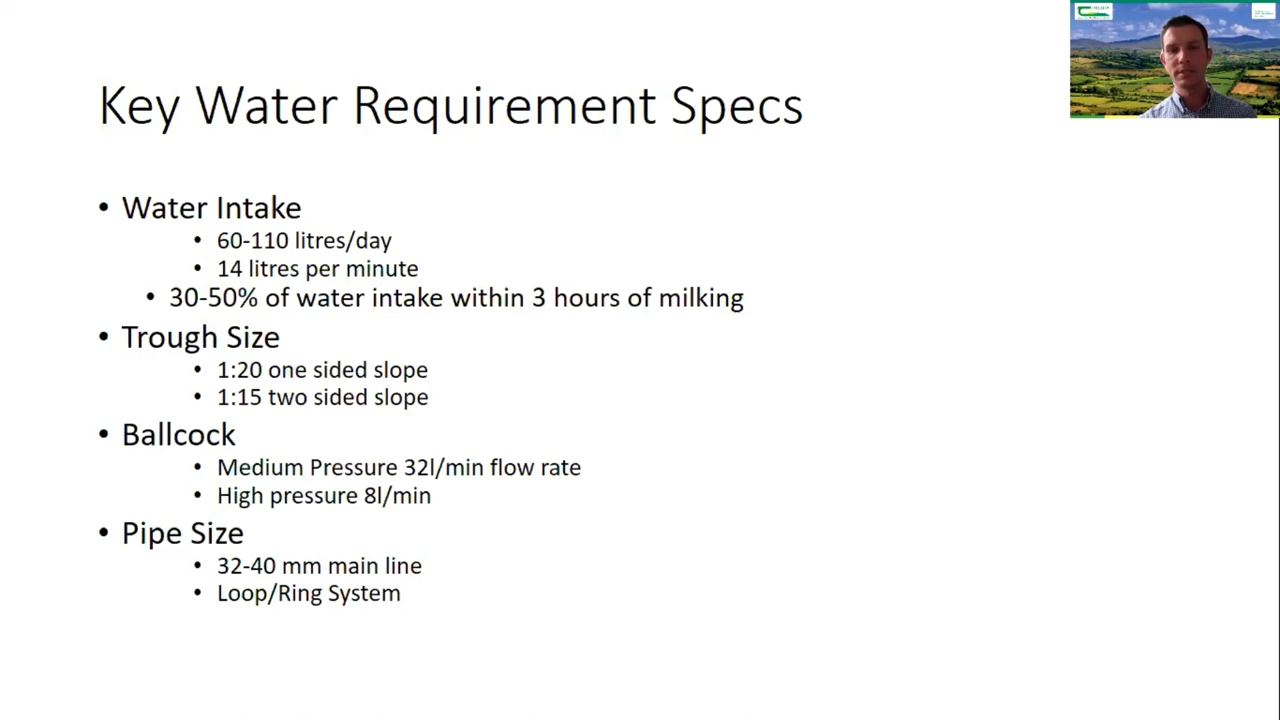 Key Water Requirement Specs
• Water Intake
• 60-110 litres/day
• 14 litres per minute
• 30-50% of water intake within 3 hours of milking
• Trough Size
• 1:20 one sided slope
• 1:15 two sided slope
• Ballcock
• Medium Pressure 32l/min flow rate
• High pressure 8l/min
• Pipe Size
• 32-40 mm main line
• Loop/Ring System